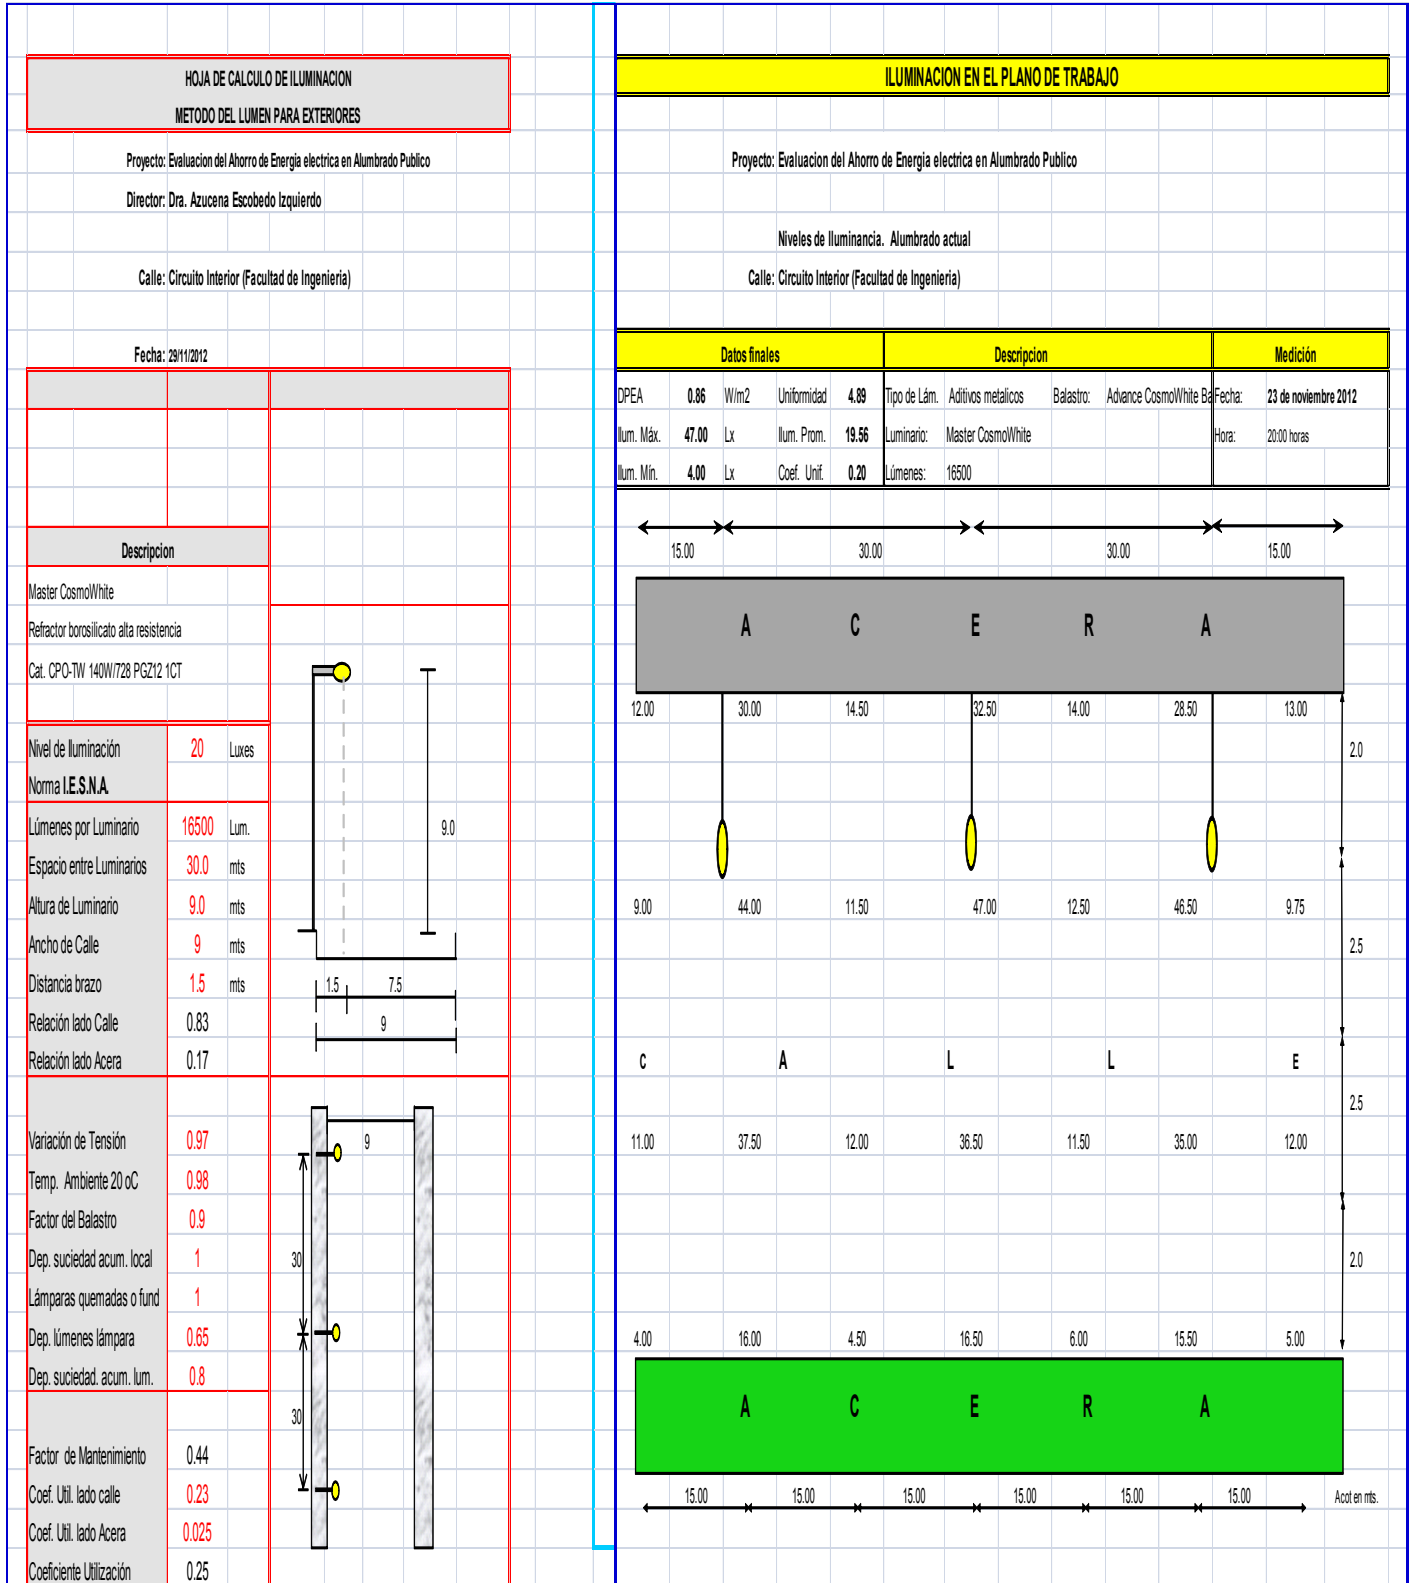 HOJA DE CALCULO DE ILUMINACION
METODO DEL LUMEN PARA EXTERIORES
Proyecto: Evaluacion del Ahorro de Energia electrica en Alumbrado Publico
Director: Dra. Azucena Escobedo Izquierdo
Calle: Circuito Interior (Facultad de Ingenieria)
Fecha: 29/11/2012
Descripcion
Master CosmoWhite
Refractor borosilicato alta resistencia
Cat. CPO-TW 140W/728 PGZ12 1CT
Nivel de Iluminación 20 Luxes
Norma I.E.S.N.A.
Lúmenes por Luminario 16500 Lum.
Espacio entre Luminarios 30.0 mts
Altura de Luminario 9.0 mts
Ancho de Calle 9 mts
Distancia brazo 1.5 mts
Relación lado Calle 0.83
Relación lado Acera 0.17
Variación de Tensión 0.97
Temp. Ambiente 20 oC 0.98
Factor del Balastro 0.9
Dep. suciedad acum. local 1
Lámparas quemadas o fund 1
Dep. lúmenes lámpara 0.65
Dep. suciedad. acum. lum. 0.8
Factor de Mantenimiento 0.44
Coef. Util. lado calle 0.23
Coef. Util. lado Acera 0.025
Coeficiente Utilización 0.25
9.0
1.5 7.5
9
9
30
30
ILUMINACION EN EL PLANO DE TRABAJO
Proyecto: Evaluacion del Ahorro de Energia electrica en Alumbrado Publico
Niveles de Iluminancia. Alumbrado actual
Calle: Circuito Interior (Facultad de Ingenieria)
Datos finales Descripcion Medición
DPEA 0.86 W/m2 Uniformidad 4.89 Tipo de Lám. Aditivos metalicos Balastro: Advance CosmoWhite Ba Fecha: 23 de noviembre 2012
Ilum. Máx. 47.00 Lx Ilum. Prom. 19.56 Luminario: Master CosmoWhite Hora: 20:00 horas
Ilum. Mín. 4.00 Lx Coef. Unif. 0.20 Lúmenes: 16500
15.00 30.00 30.00 15.00
A C E R A
12.00 30.00 14.50 32.50 14.00 28.50 13.00
2.0
9.00 44.00 11.50 47.00 12.50 46.50 9.75
2.5
C A L L E
2.5
11.00 37.50 12.00 36.50 11.50 35.00 12.00
2.0
4.00 16.00 4.50 16.50 6.00 15.50 5.00
A C E R A
15.00 15.00 15.00 15.00 15.00 15.00 Acot en mts.